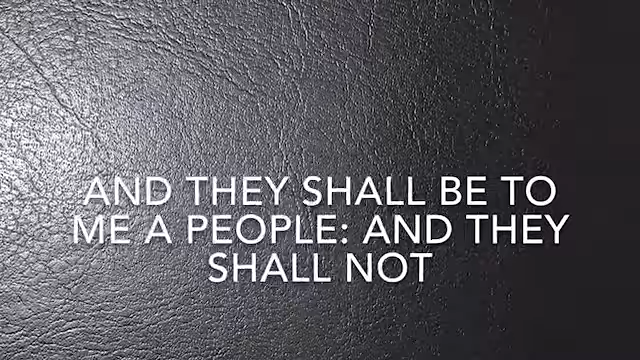 AND THEY SHALL BE TO
ME A PEOPLE: AND THEY
SHALL NOT